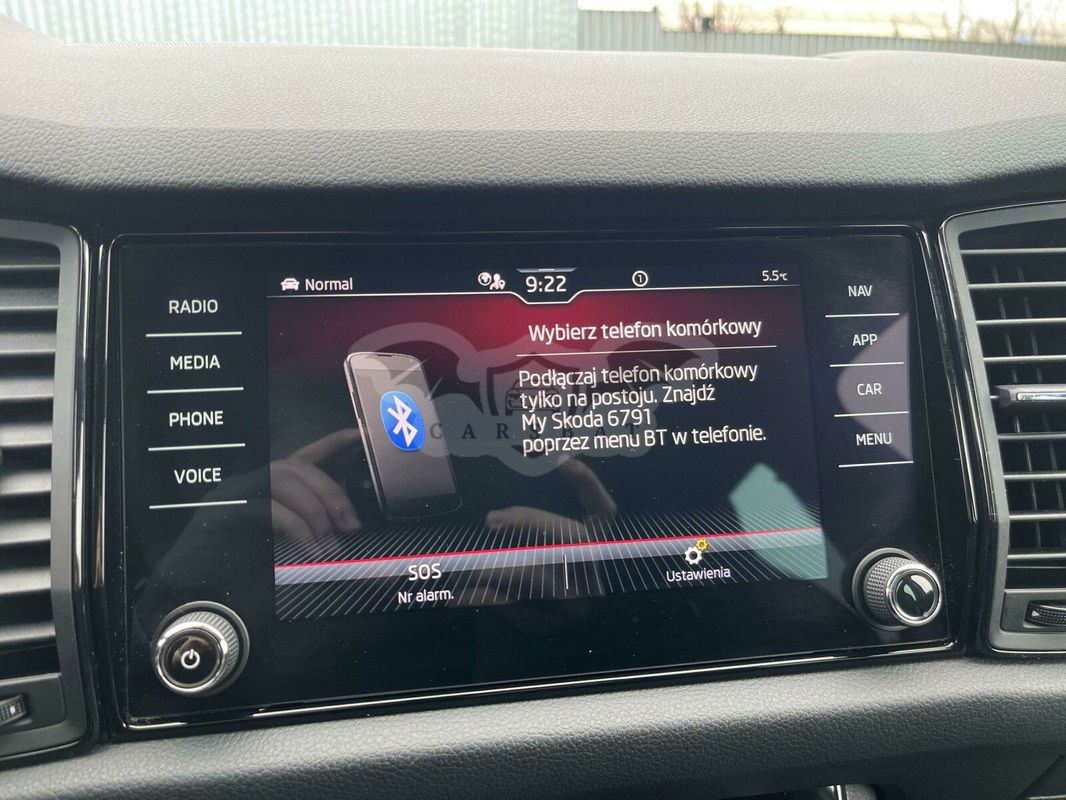 Normal
9:22
1
5.5°C
RADIO
MEDIA
PHONE
VOICE
NAV
APP
CAR
MENU
Wybierz telefon komórkowy
Podłączaj telefon komórkowy
tylko na postoju. Znajdź
My Skoda 6791
poprzez menu BT w telefonie.
SOS
Nr alarm.
Ustawienia